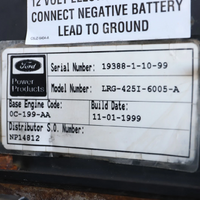 12 VOLT
CONNECT NEGATIVE BATTERY
LEAD TO GROUND
Ford
Power
Products
Serial Number: 19388-1-10-99
Model Number: LRG-425I-6005-A
Base Engine Code:
0C-199-AA
Build Date:
11-01-1999
Distributor S.O. Number:
NP14812